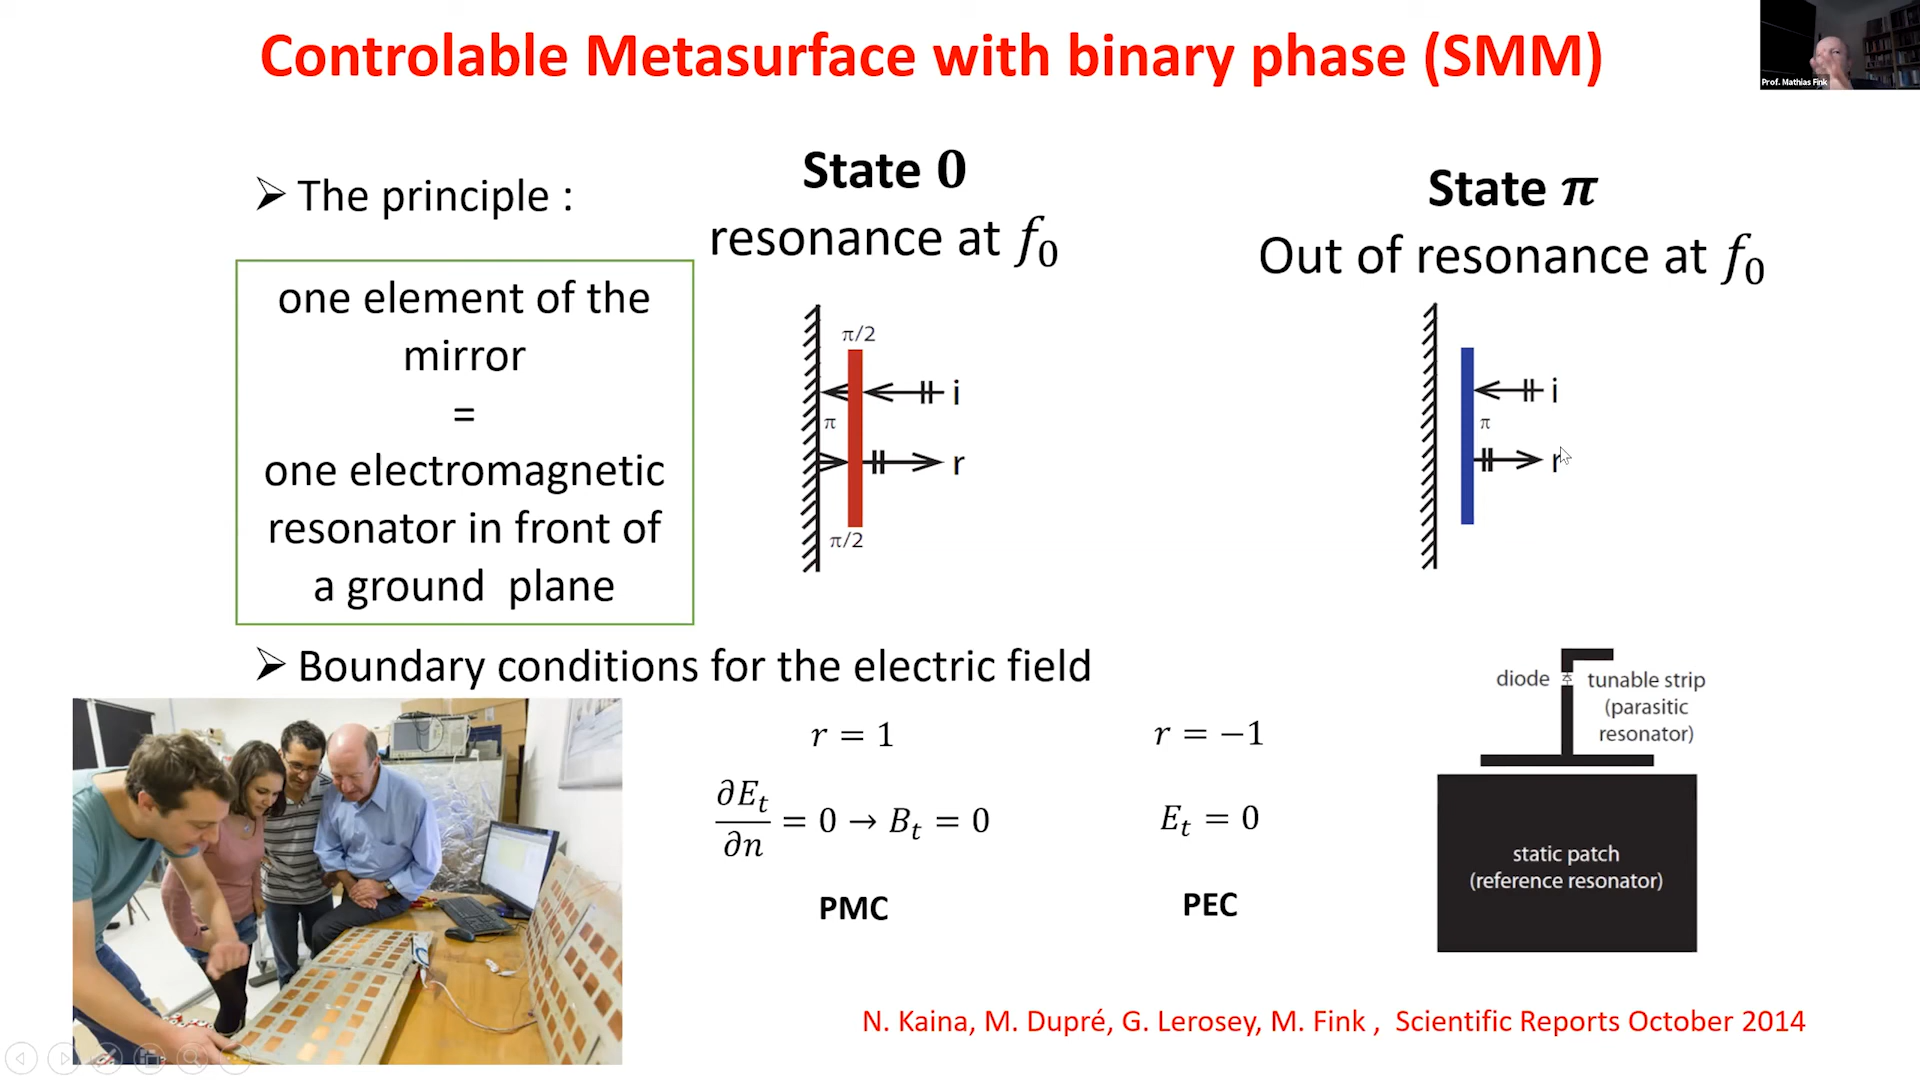 Controlable Metasurface with binary phase (SMM)
Prof. Mathias Fink
➢ The principle :
one element of the
mirror
=
one electromagnetic
resonator in front of
a ground plane
State 0
resonance at f₀
π/2
i
π
r
π/2
State π
Out of resonance at f₀
i
π
r
➢ Boundary conditions for the electric field
r = 1
∂Eₜ/∂n = 0 → Bₜ = 0
PMC
r = −1
Eₜ = 0
PEC
diode
tunable strip
(parasitic
resonator)
static patch
(reference resonator)
N. Kaina, M. Dupré, G. Lerosey, M. Fink , Scientific Reports October 2014